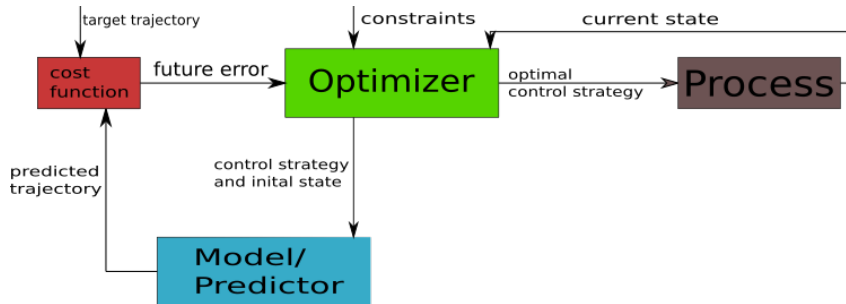 target trajectory
constraints
current state
cost
function
future error
Optimizer
optimal
control strategy
Process
predicted
trajectory
control strategy
and inital state
Model/
Predictor